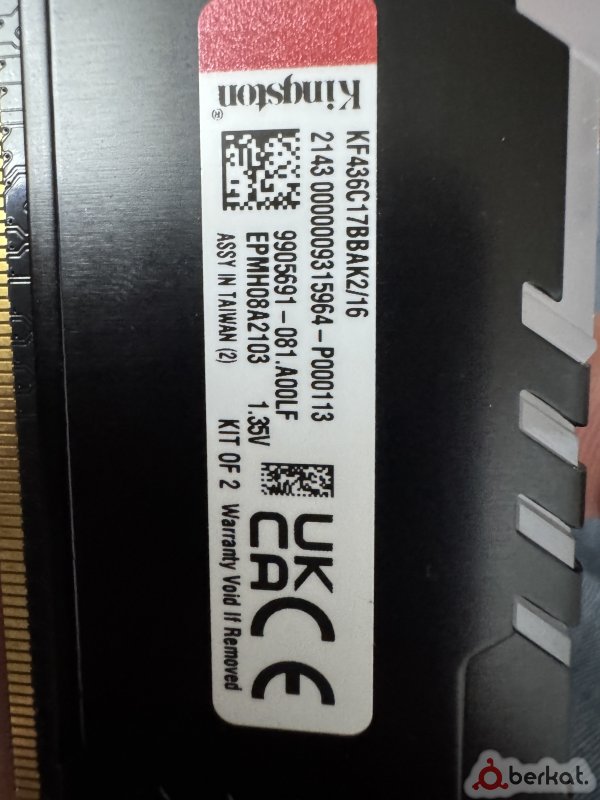 Kingston®
KF436C17BBAK2/16
2143 0000009315964-P000113
9905691-081.A00LF
EPMH08A2103 1.35V
ASSY IN TAIWAN (2) KIT OF 2 Warranty Void If Removed
UK
CA
CE
berkat.